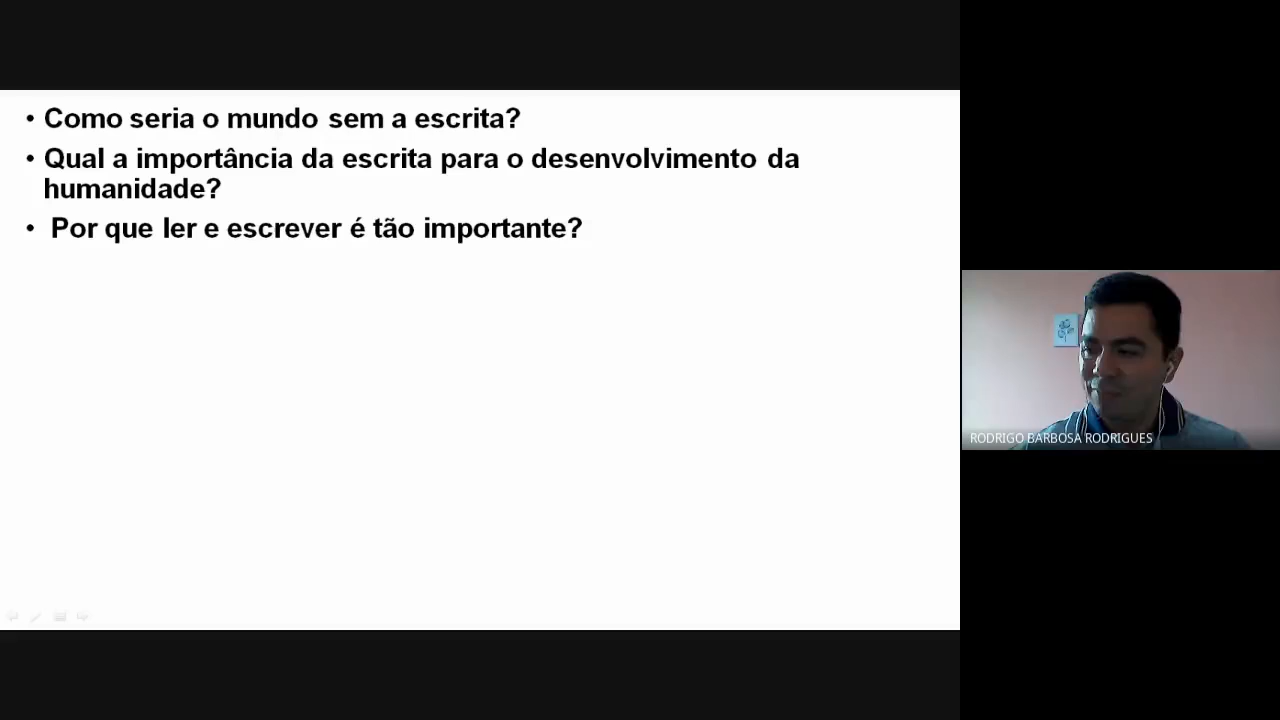 • Como seria o mundo sem a escrita?
• Qual a importância da escrita para o desenvolvimento da
humanidade?
• Por que ler e escrever é tão importante?
RODRIGO BARBOSA RODRIGUES